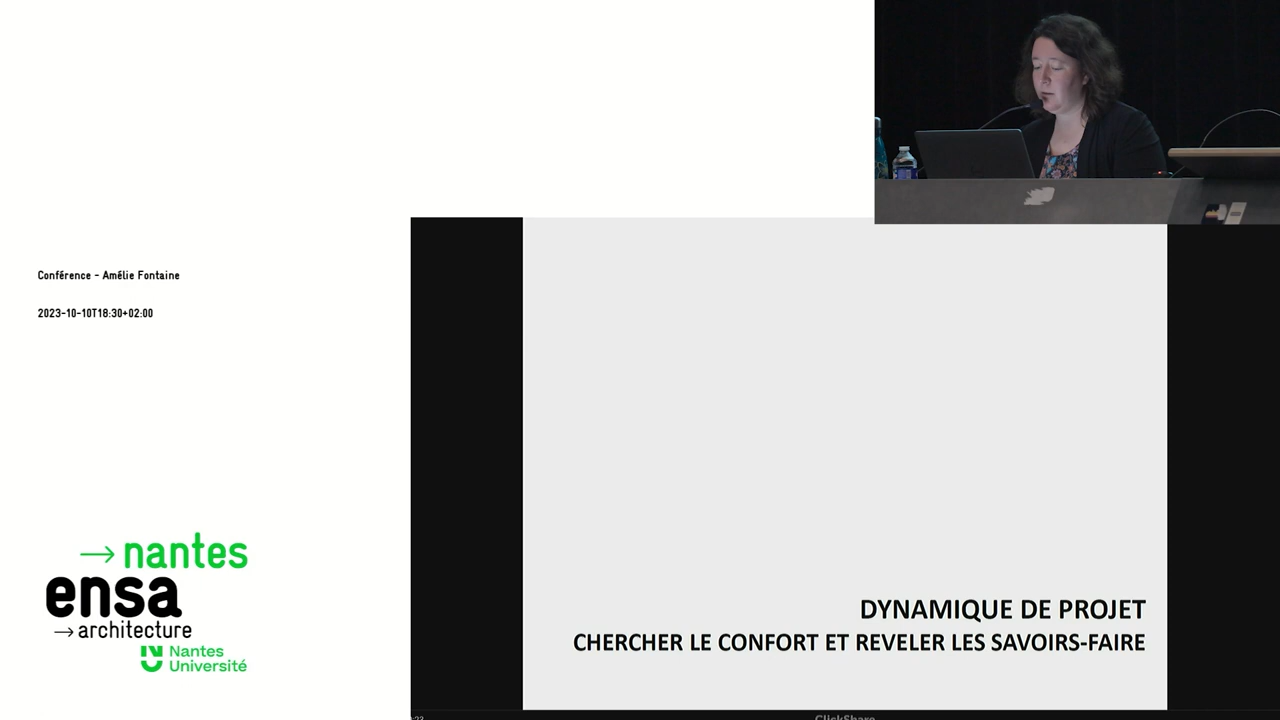 Conférence - Amélie Fontaine
2023-10-10T18:30+02:00
→nantes
ensa
→architecture
Nantes
Université
DYNAMIQUE DE PROJET
CHERCHER LE CONFORT ET REVELER LES SAVOIRS-FAIRE
ClickShare